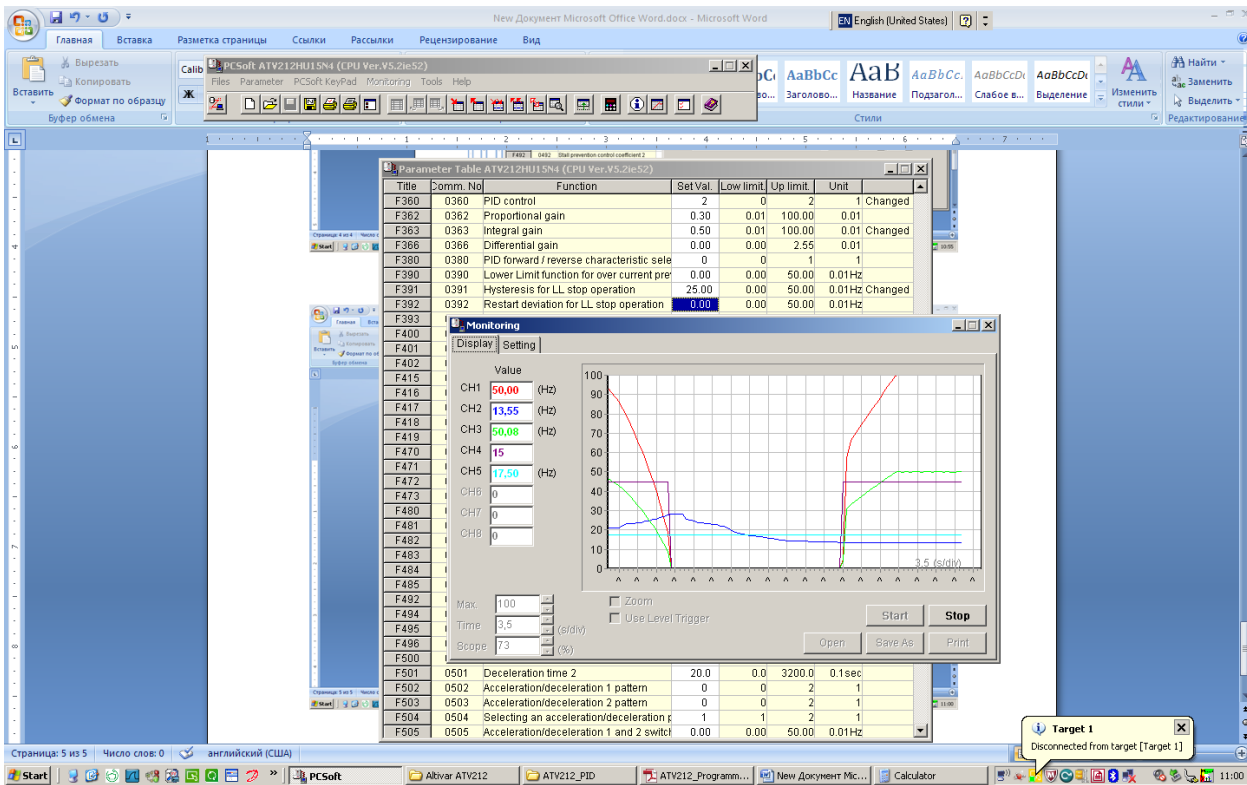 New Документ Microsoft Office Word.docx - Microsoft Word
EN English (United States)
Главная Вставка Разметка страницы Ссылки Рассылки Рецензирование Вид
Вырезать
Копировать
Вставить
Формат по образцу
Буфер обмена
Calib
Ж
PCSoft ATV212HU15N4 (CPU Ver.V5.2ie52)
Files Parameter PCSoft KeyPad Monitoring Tools Help
AaBbCc АаВ AaBbCc. AaBbCcDı AaBbCcDı
Заголово... Название Подзагол... Слабое в... Выделение
Изменить
стили
Стили
Найти
Заменить
Выделить
Редактирование
F492 0492 Stall prevention control coefficient 2
Parameter Table ATV212HU15N4 (CPU Ver.V5.2ie52)
Title Comm. No Function Set Val. Low limit. Up limit. Unit
F360 0360 PID control 2 0 2 1 Changed
F362 0362 Proportional gain 0.30 0.01 100.00 0.01
F363 0363 Integral gain 0.50 0.01 100.00 0.01 Changed
F366 0366 Differential gain 0.00 0.00 2.55 0.01
F380 0380 PID forward / reverse characteristic sele 0 0 1 1
F390 0390 Lower Limit function for over current pre 0.00 0.00 50.00 0.01Hz
F391 0391 Hysteresis for LL stop operation 25.00 0.00 50.00 0.01Hz Changed
F392 0392 Restart deviation for LL stop operation 0.00 0.00 50.00 0.01Hz
F393
F400
F401
F402
F415
F416
F417
F418
F419
F470
F471
F472
F473
F480
F481
F482
F483
F484
F485
F492
F494
F495
F496
F500
Monitoring
Display Setting
Value
CH1 50,00 (Hz)
CH2 13,55 (Hz)
CH3 50,08 (Hz)
CH4 15
CH5 17,50 (Hz)
CH6 0
CH7 0
CH8 0
100
90
80
70
60
50
40
30
20
10
0
3.5 (s/div)
Max. 100
Time 3,5 (s/div)
Scope 73 (%)
Zoom
Use Level Trigger
Start Stop
Open Save As Print
F501 0501 Deceleration time 2 20.0 0.0 3200.0 0.1sec
F502 0502 Acceleration/deceleration 1 pattern 0 0 2 1
F503 0503 Acceleration/deceleration 2 pattern 0 0 2 1
F504 0504 Selecting an acceleration/deceleration p 1 1 2 1
F505 0505 Acceleration/deceleration 1 and 2 switch 0.00 0.00 50.00 0.01Hz
Target 1
Disconnected from target [Target 1]
Страница: 5 из 5 Число слов: 0 английский (США)
Start PCSoft Altivar ATV212 ATV212_PID ATV212_Programm... New Документ Mic... Calculator 11:00